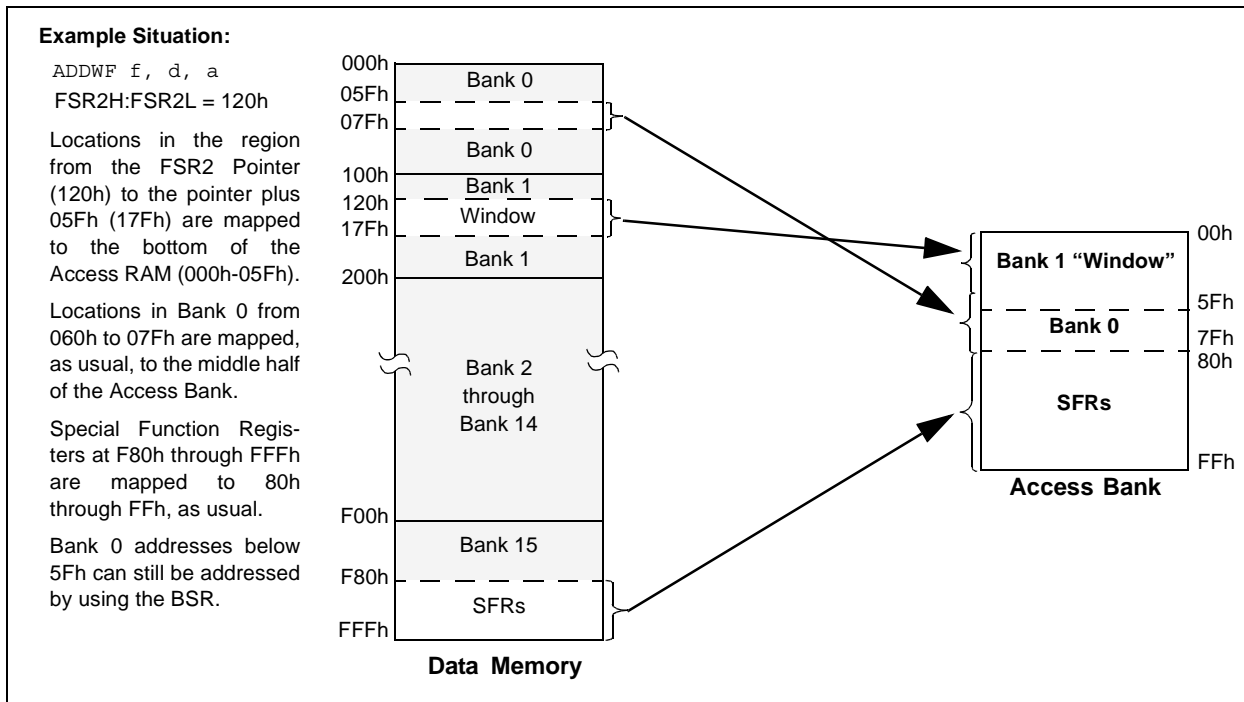 Example Situation:
ADDWF f, d, a
FSR2H:FSR2L = 120h
Locations in the region
from the FSR2 Pointer
(120h) to the pointer plus
05Fh (17Fh) are mapped
to the bottom of the
Access RAM (000h-05Fh).
Locations in Bank 0 from
060h to 07Fh are mapped,
as usual, to the middle half
of the Access Bank.
Special Function Regis-
ters at F80h through FFFh
are mapped to 80h
through FFh, as usual.
Bank 0 addresses below
5Fh can still be addressed
by using the BSR.
000h
Bank 0
05Fh
07Fh
Bank 0
100h
Bank 1
120h
Window
17Fh
Bank 1
200h
Bank 2
through
Bank 14
F00h
Bank 15
F80h
SFRs
FFFh
Data Memory
00h
Bank 1 “Window”
5Fh
Bank 0
7Fh
80h
SFRs
FFh
Access Bank